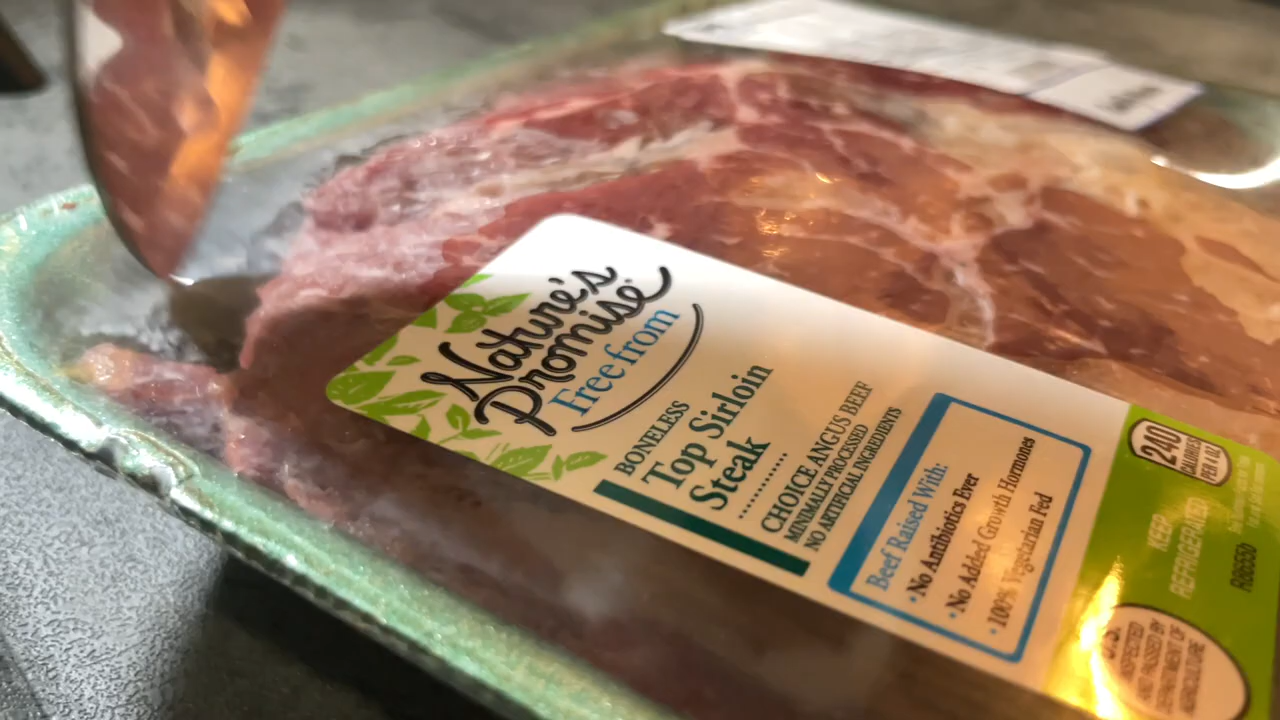 Nature's
Promise
Free from
BONELESS
Top Sirloin
Steak
CHOICE ANGUS BEEF
MINIMALLY PROCESSED
NO ARTIFICIAL INGREDIENTS
Beef Raised With:
• No Antibiotics Ever
• No Added Growth Hormones
• 100% Vegetarian Fed
240
CALORIES
PER 4 OZ
KEEP
REFRIGERATED
U.S.
INSPECTED
AND PASSED BY
DEPARTMENT OF
AGRICULTURE